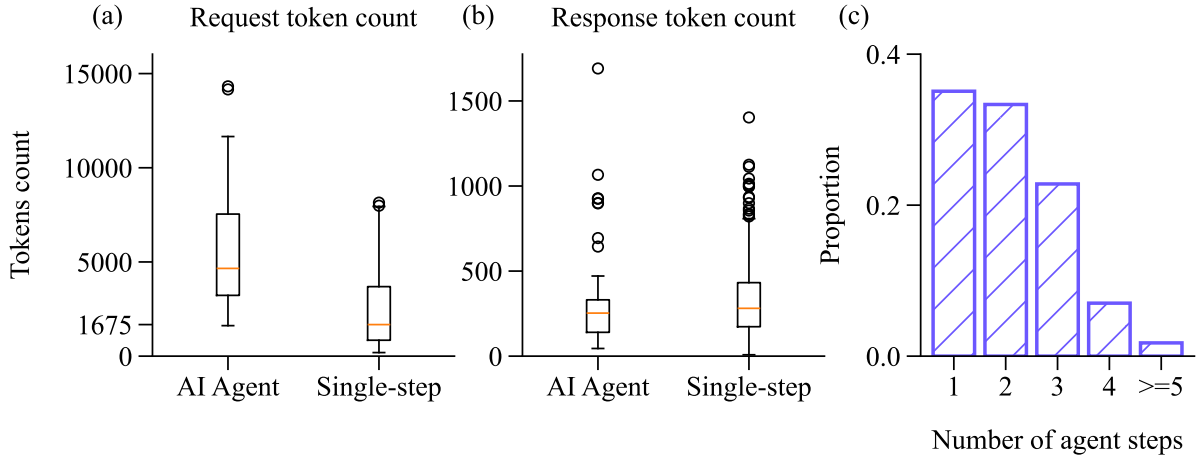 (a)
Request token count
Tokens count
15000
10000
5000
1675
0
AI Agent
Single-step
(b)
Response token count
1500
1000
500
0
AI Agent
Single-step
(c)
Proportion
0.4
0.2
0.0
1
2
3
4
>=5
Number of agent steps